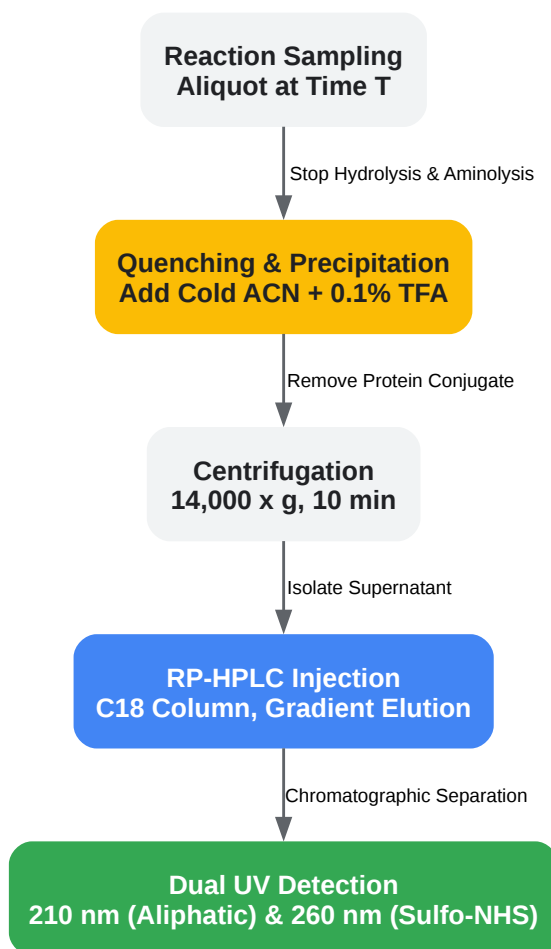 Reaction Sampling
Aliquot at Time T
Stop Hydrolysis & Aminolysis
Quenching & Precipitation
Add Cold ACN + 0.1% TFA
Remove Protein Conjugate
Centrifugation
14,000 x g, 10 min
Isolate Supernatant
RP-HPLC Injection
C18 Column, Gradient Elution
Chromatographic Separation
Dual UV Detection
210 nm (Aliphatic) & 260 nm (Sulfo-NHS)